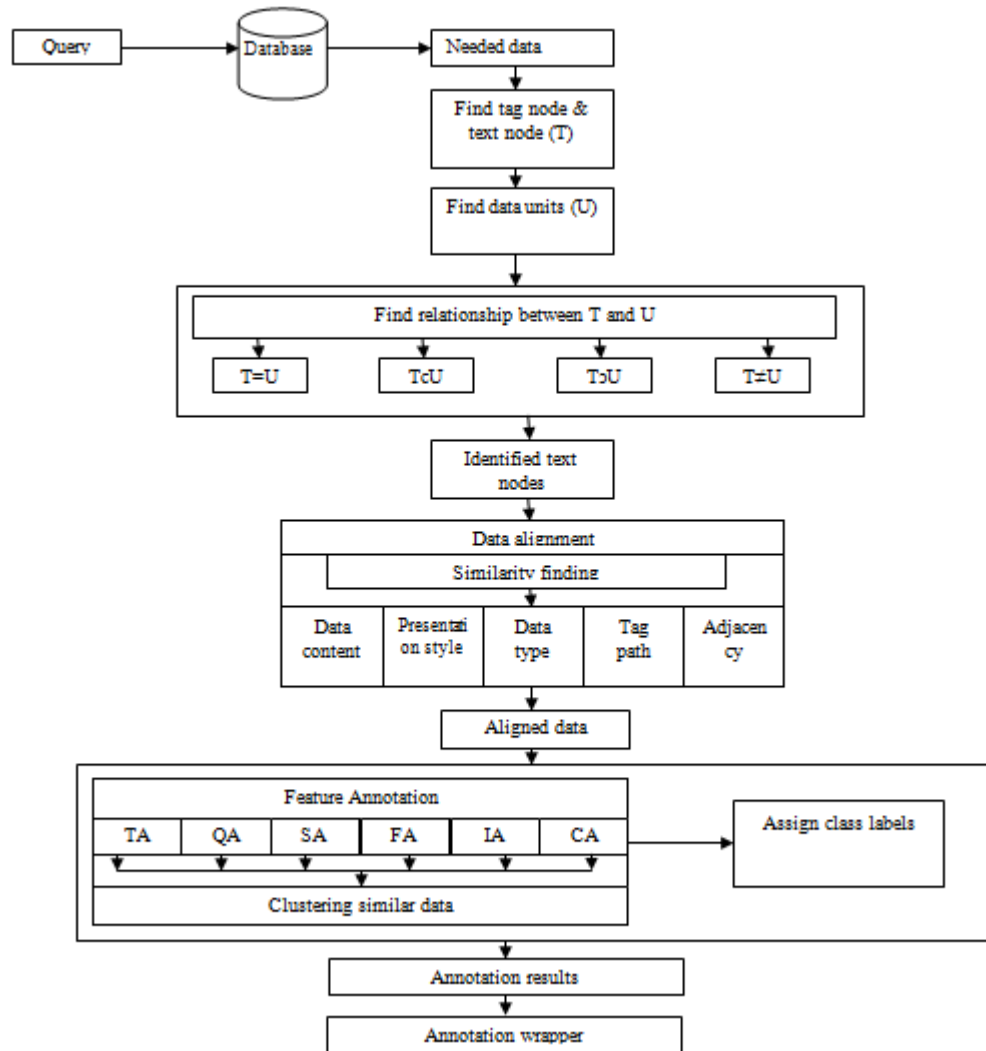 Query
Database
Needed data
Find tag node &
text node (T)
Find data units (U)
Find relationship between T and U
T=U
TcU
TɔU
T≠U
Identified text
nodes
Data alignment
Similarity finding
Data
content
Presentati
on style
Data
type
Tag
path
Adjacen
cy
Aligned data
Feature Annotation
TA
QA
SA
FA
IA
CA
Clustering similar data
Assign class labels
Annotation results
Annotation wrapper